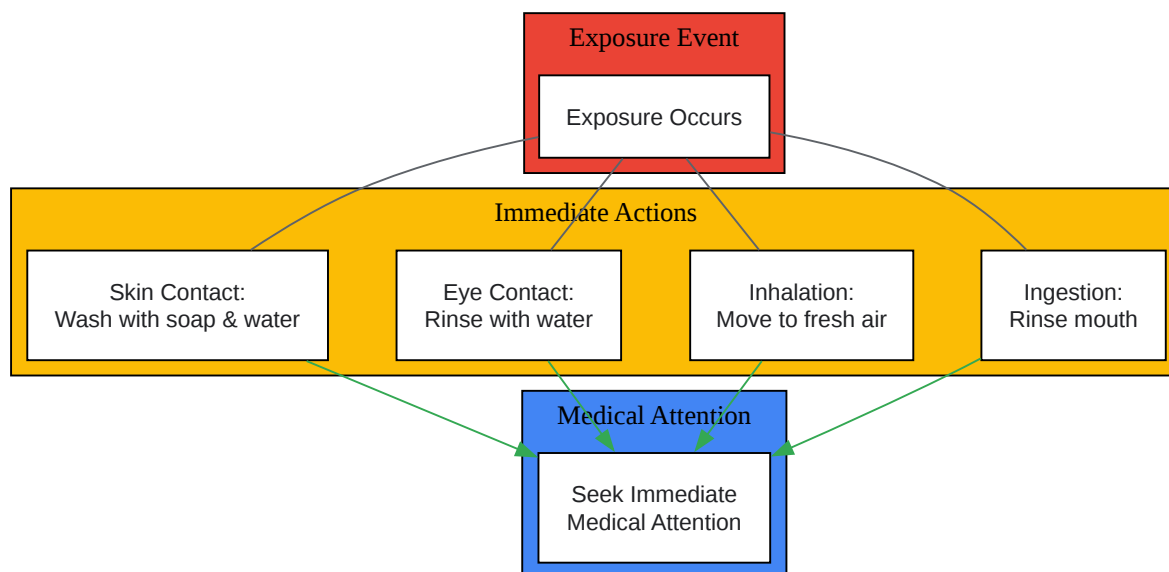 Exposure Event
Exposure Occurs
Immediate Actions
Skin Contact:
Wash with soap & water
Eye Contact:
Rinse with water
Inhalation:
Move to fresh air
Ingestion:
Rinse mouth
Medical Attention
Seek Immediate
Medical Attention